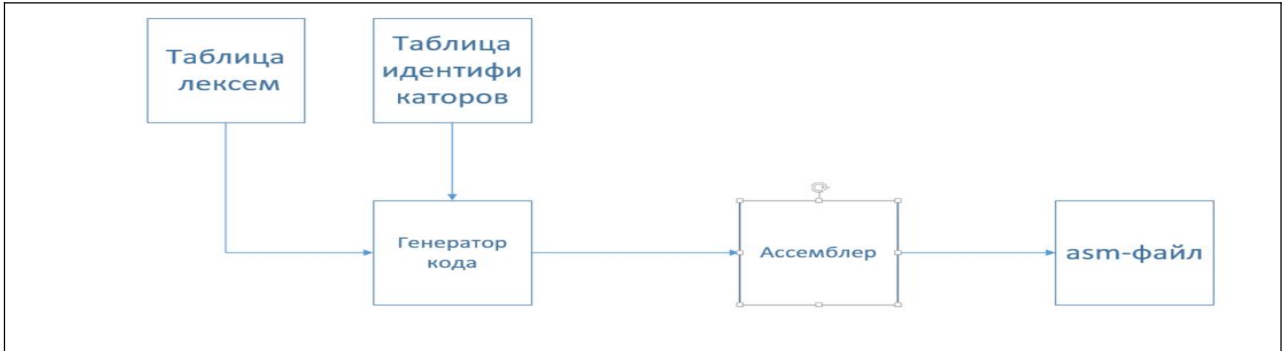 Таблица
лексем
Таблица
идентифи
каторов
Генератор
кода
Ассемблер
asm-файл